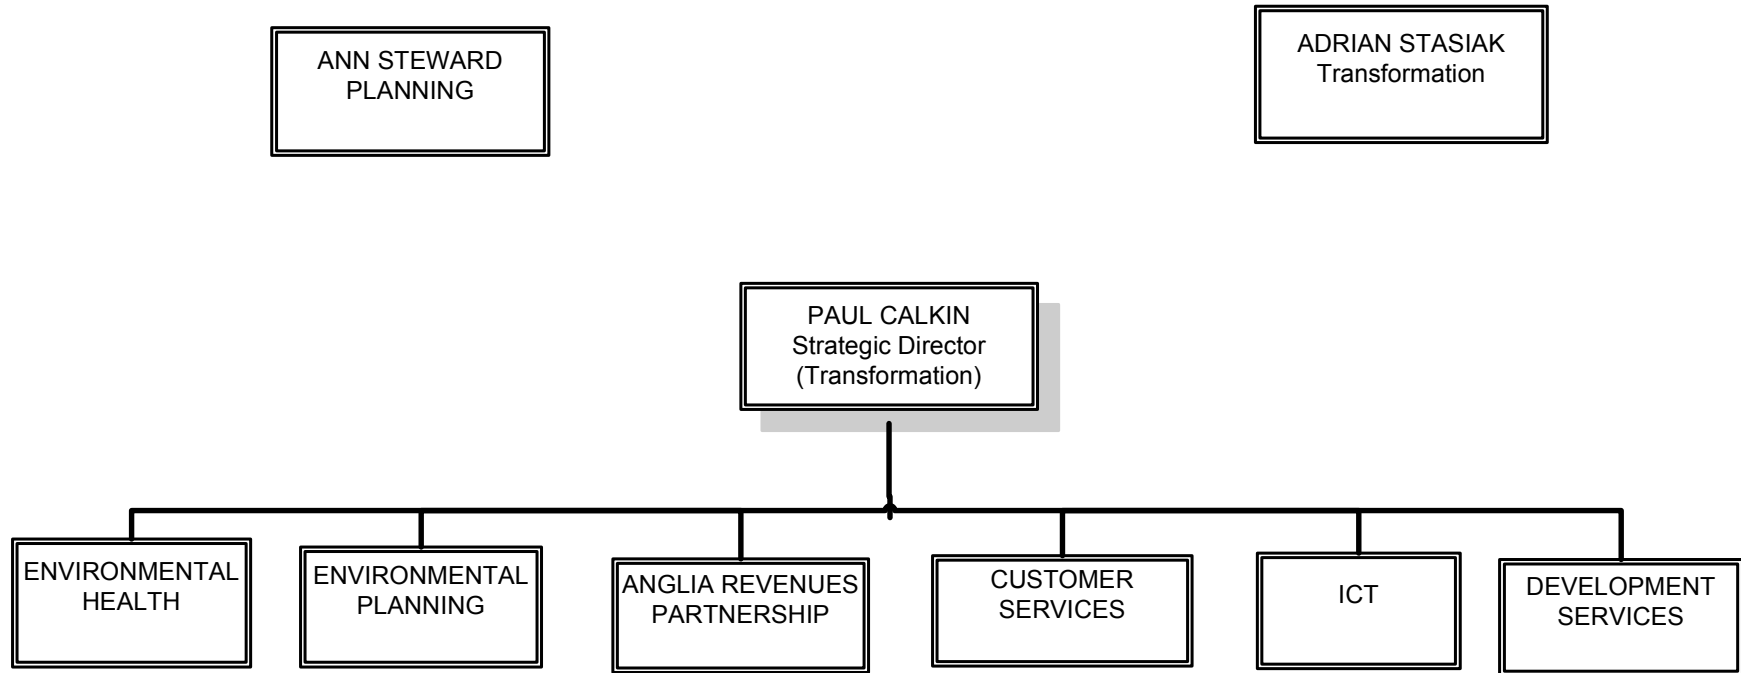 ANN STEWARD
PLANNING
ADRIAN STASIAK
Transformation
PAUL CALKIN
Strategic Director
(Transformation)
ENVIRONMENTAL
HEALTH
ENVIRONMENTAL
PLANNING
ANGLIA REVENUES
PARTNERSHIP
CUSTOMER
SERVICES
ICT
DEVELOPMENT
SERVICES